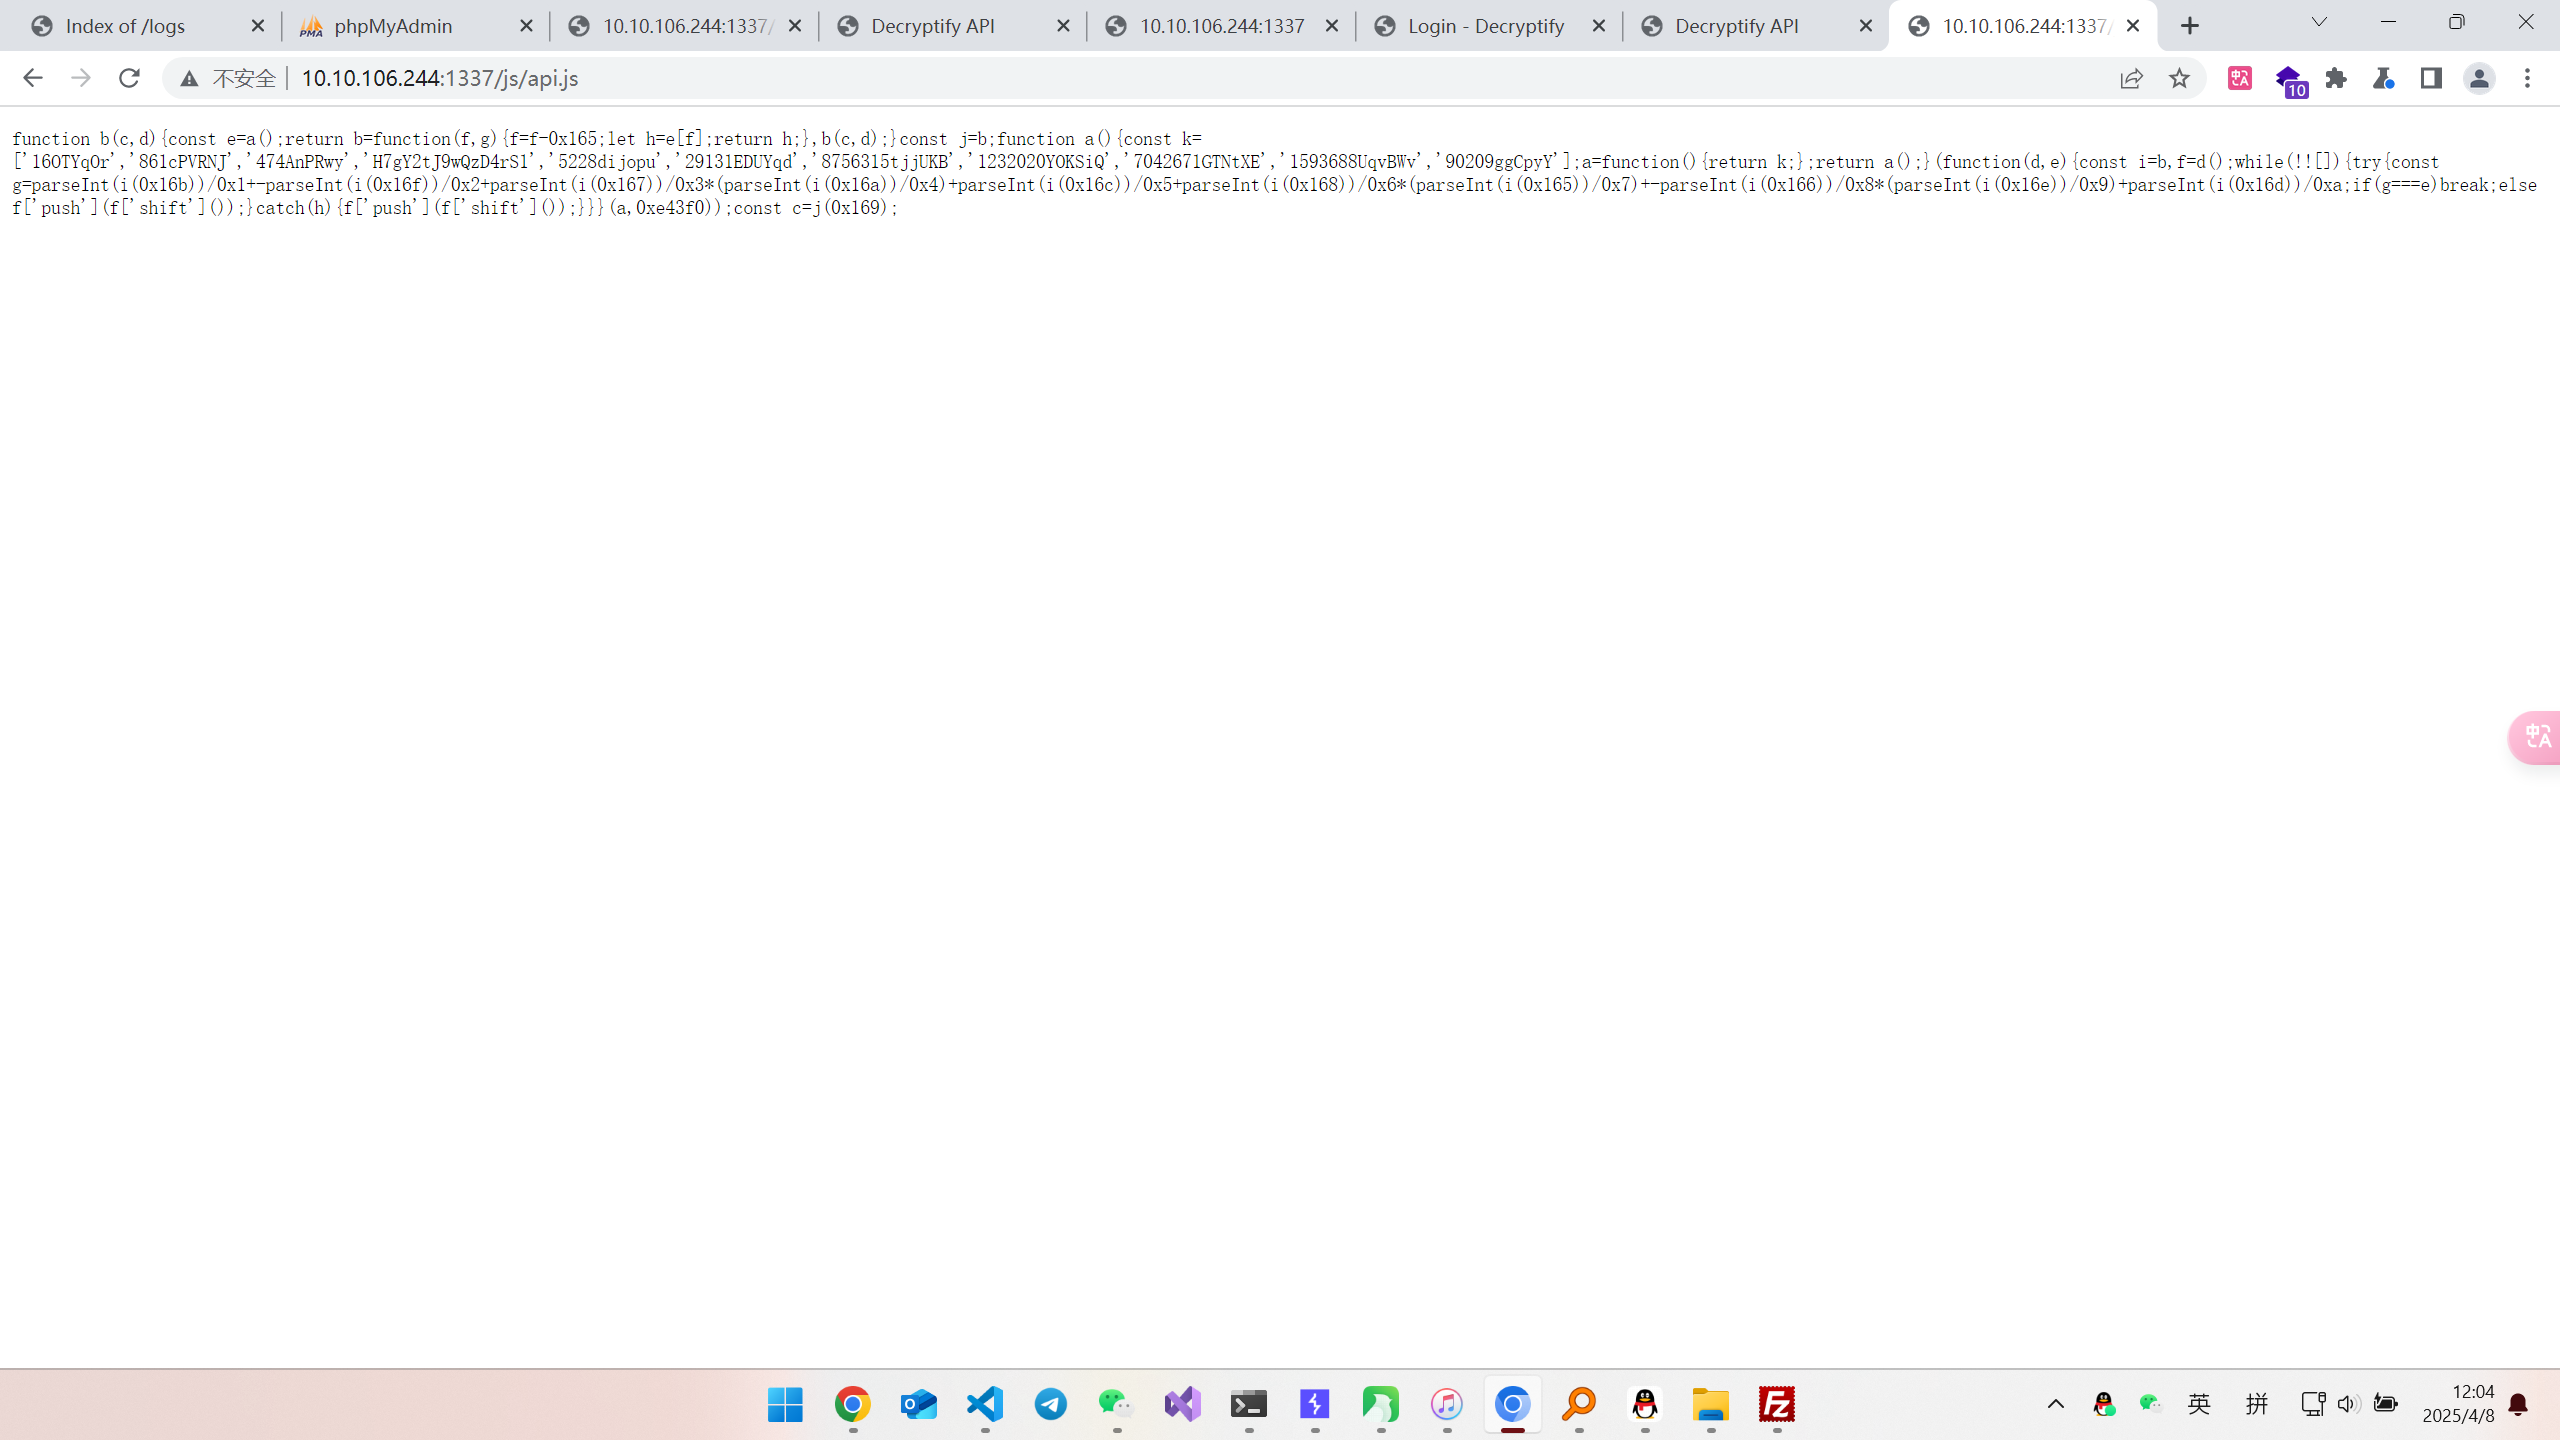 Index of /logs
phpMyAdmin
10.10.106.244:1337/
Decryptify API
10.10.106.244:1337
Login - Decryptify
Decryptify API
10.10.106.244:1337/
不安全
10.10.106.244:1337/js/api.js
10
function b(c,d){const e=a();return b=function(f,g){f=f-0x165;let h=e[f];return h;},b(c,d);}const j=b;function a(){const k=
['16OTYqOr','861cPVRNJ','474AnPRwy','H7gY2tJ9wQzD4rS1','5228dijopu','29131EDUYqd','8756315tjjUKB','1232020YOKSiQ','7042671GTNtXE','1593688UqvBWv','90209ggCpyY'];a=function(){return k;};return a();}(function(d,e){const i=b,f=d();while(!![]){try{const
g=parseInt(i(0x16b))/0x1+-parseInt(i(0x16f))/0x2+parseInt(i(0x167))/0x3*(parseInt(i(0x16a))/0x4)+parseInt(i(0x16c))/0x5+parseInt(i(0x168))/0x6*(parseInt(i(0x165))/0x7)+-parseInt(i(0x166))/0x8*(parseInt(i(0x16e))/0x9)+parseInt(i(0x16d))/0xa;if(g===e)break;else
f['push'](f['shift']());}catch(h){f['push'](f['shift']());}}}(a,0xe43f0));const c=j(0x169);
英
拼
12:04
2025/4/8